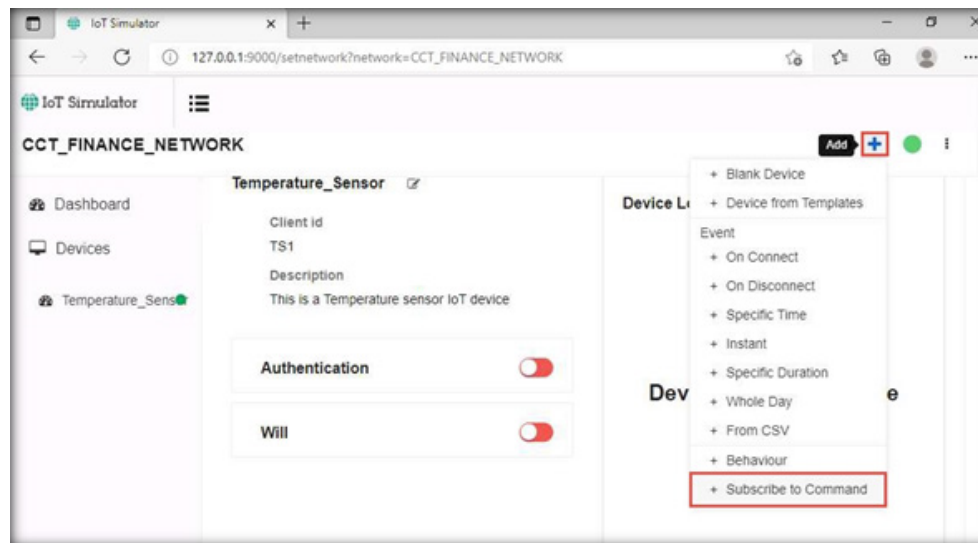 IoT Simulator
127.0.0.1:9000/setnetwork?network=CCT_FINANCE_NETWORK
IoT Simulator
CCT_FINANCE_NETWORK
Add
Dashboard
Devices
Temperature_Sens
Temperature_Sensor
Client id
TS1
Description
This is a Temperature sensor IoT device
Authentication
Will
Device L
Dev
e
+ Blank Device
+ Device from Templates
Event
+ On Connect
+ On Disconnect
+ Specific Time
+ Instant
+ Specific Duration
+ Whole Day
+ From CSV
+ Behaviour
+ Subscribe to Command